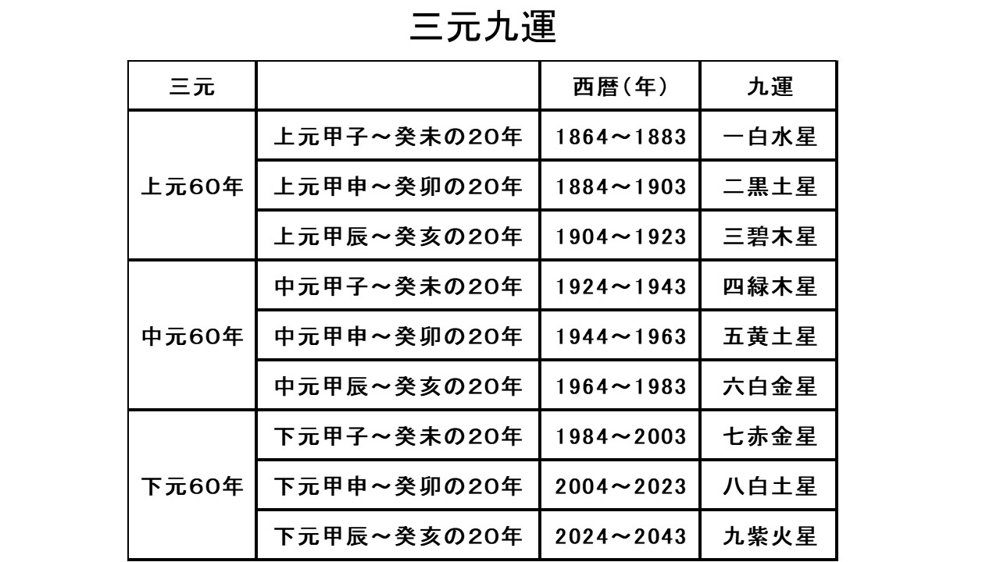 三元九運
三元 西暦（年） 九運
上元甲子～癸未の20年 1864～1883 一白水星
上元60年 上元甲申～癸卯の20年 1884～1903 二黒土星
上元甲辰～癸亥の20年 1904～1923 三碧木星
中元甲子～癸未の20年 1924～1943 四緑木星
中元60年 中元甲申～癸卯の20年 1944～1963 五黄土星
中元甲辰～癸亥の20年 1964～1983 六白金星
下元甲子～癸未の20年 1984～2003 七赤金星
下元60年 下元甲申～癸卯の20年 2004～2023 八白土星
下元甲辰～癸亥の20年 2024～2043 九紫火星